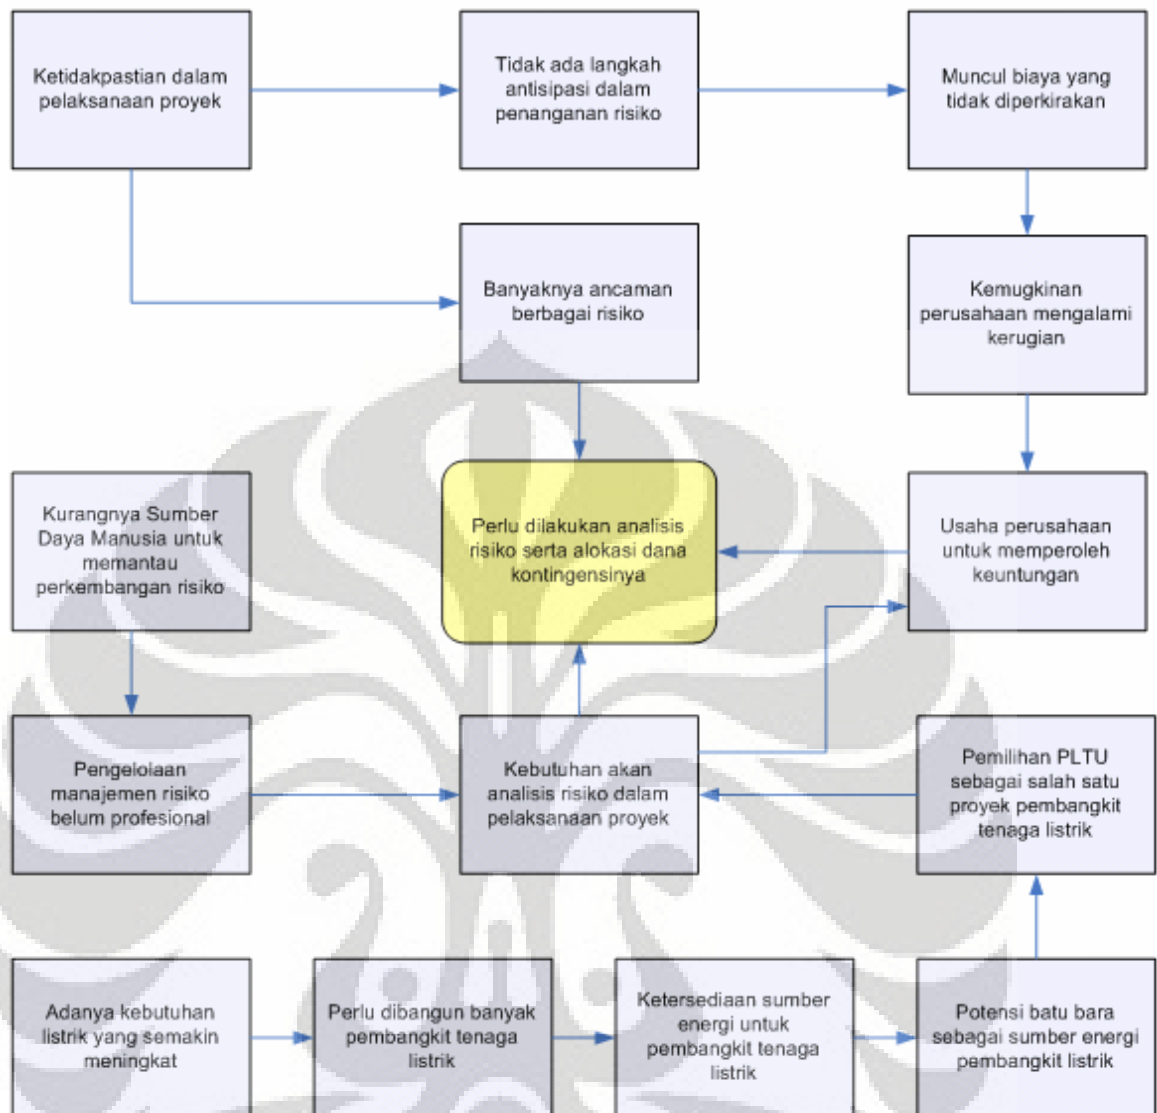 Ketidakpastian dalam
pelaksanaan proyek
Tidak ada langkah
antisipasi dalam
penanganan risiko
Muncul biaya yang
tidak diperkirakan
Banyaknya ancaman
berbagai risiko
Kemugkinan
perusahaan mengalami
kerugian
Kurangnya Sumber
Daya Manusia untuk
memantau
perkembangan risiko
Perlu dilakukan analisis
risiko serta alokasi dana
kontingensinya
Usaha perusahaan
untuk memperoleh
keuntungan
Pengelolaan
manajemen risiko
belum profesional
Kebutuhan akan
analisis risiko dalam
pelaksanaan proyek
Pemilihan PLTU
sebagai salah satu
proyek pembangkit
tenaga listrik
Adanya kebutuhan
listrik yang semakin
meningkat
Perlu dibangun banyak
pembangkit tenaga
listrik
Ketersediaan sumber
energi untuk
pembangkit tenaga
listrik
Potensi batu bara
sebagai sumber energi
pembangkit listrik